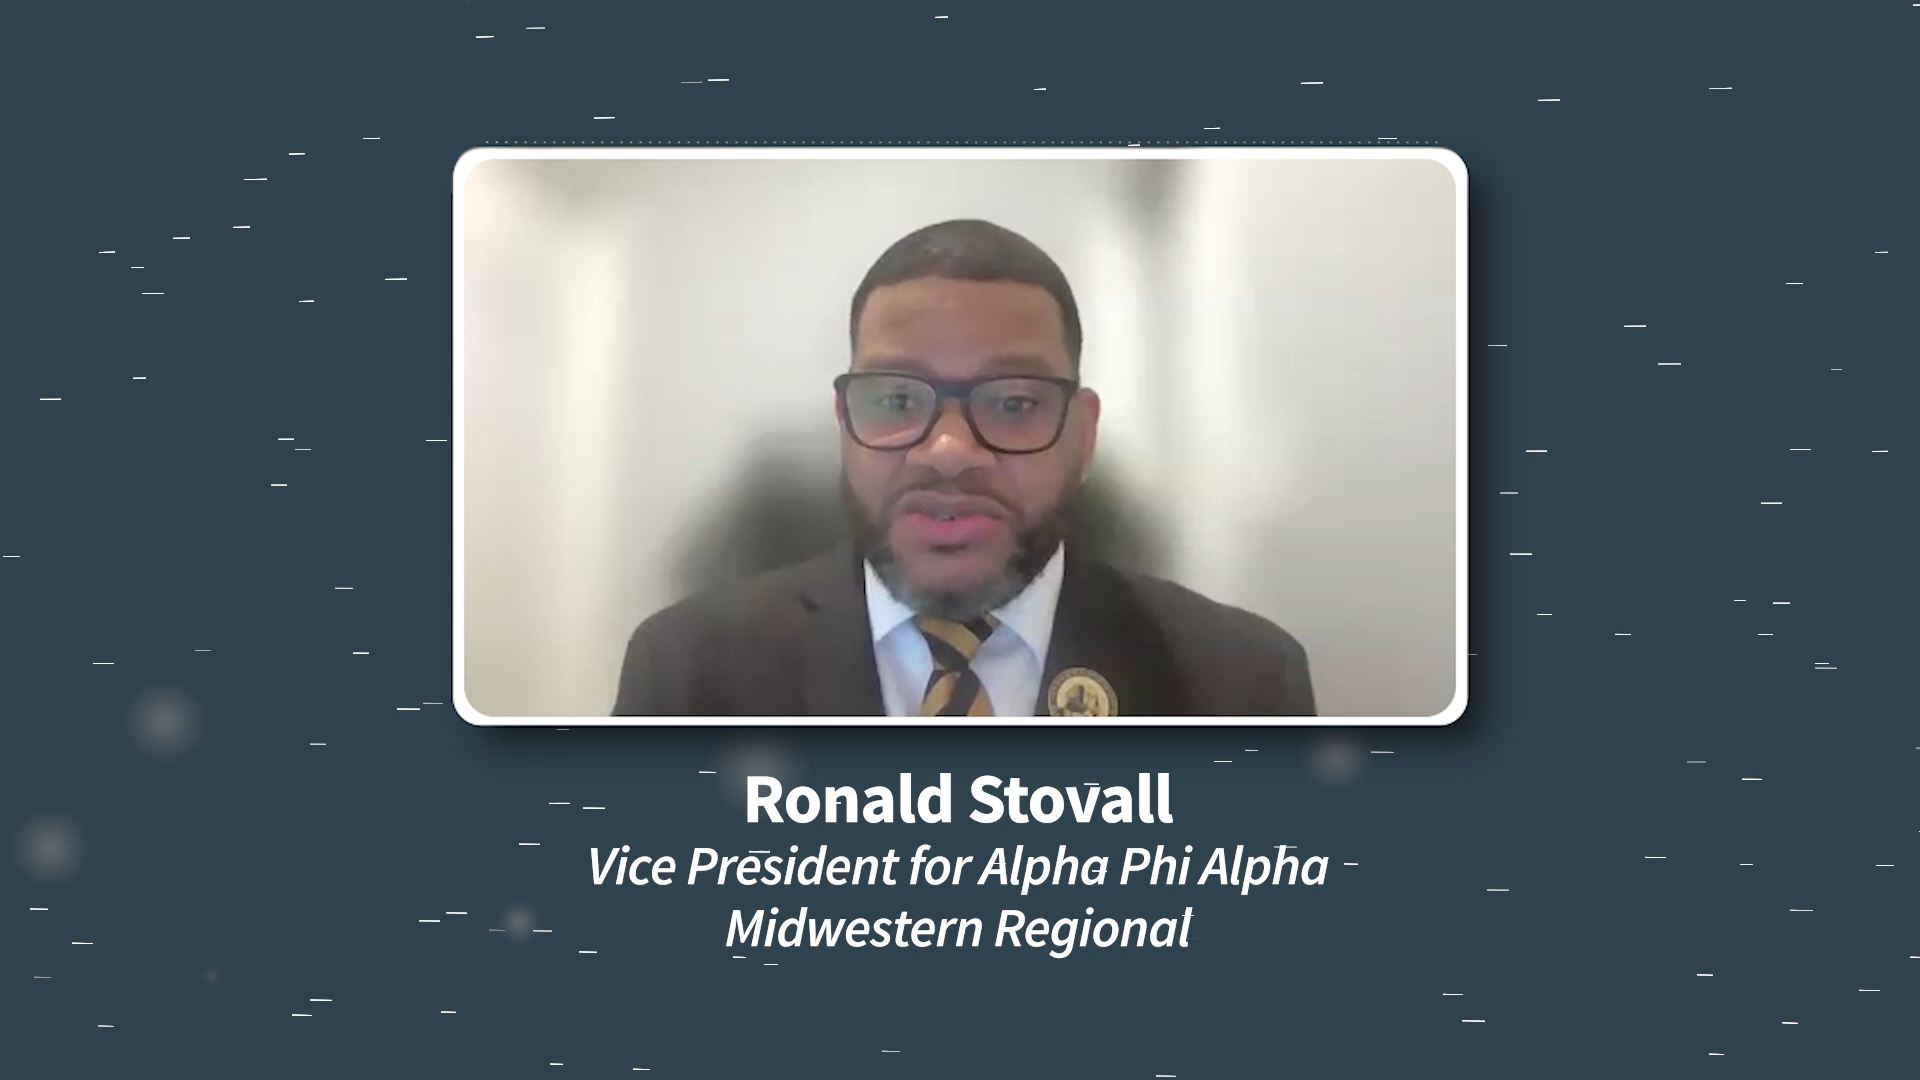 Ronald Stovall
Vice President for Alpha Phi Alpha
Midwestern Regional